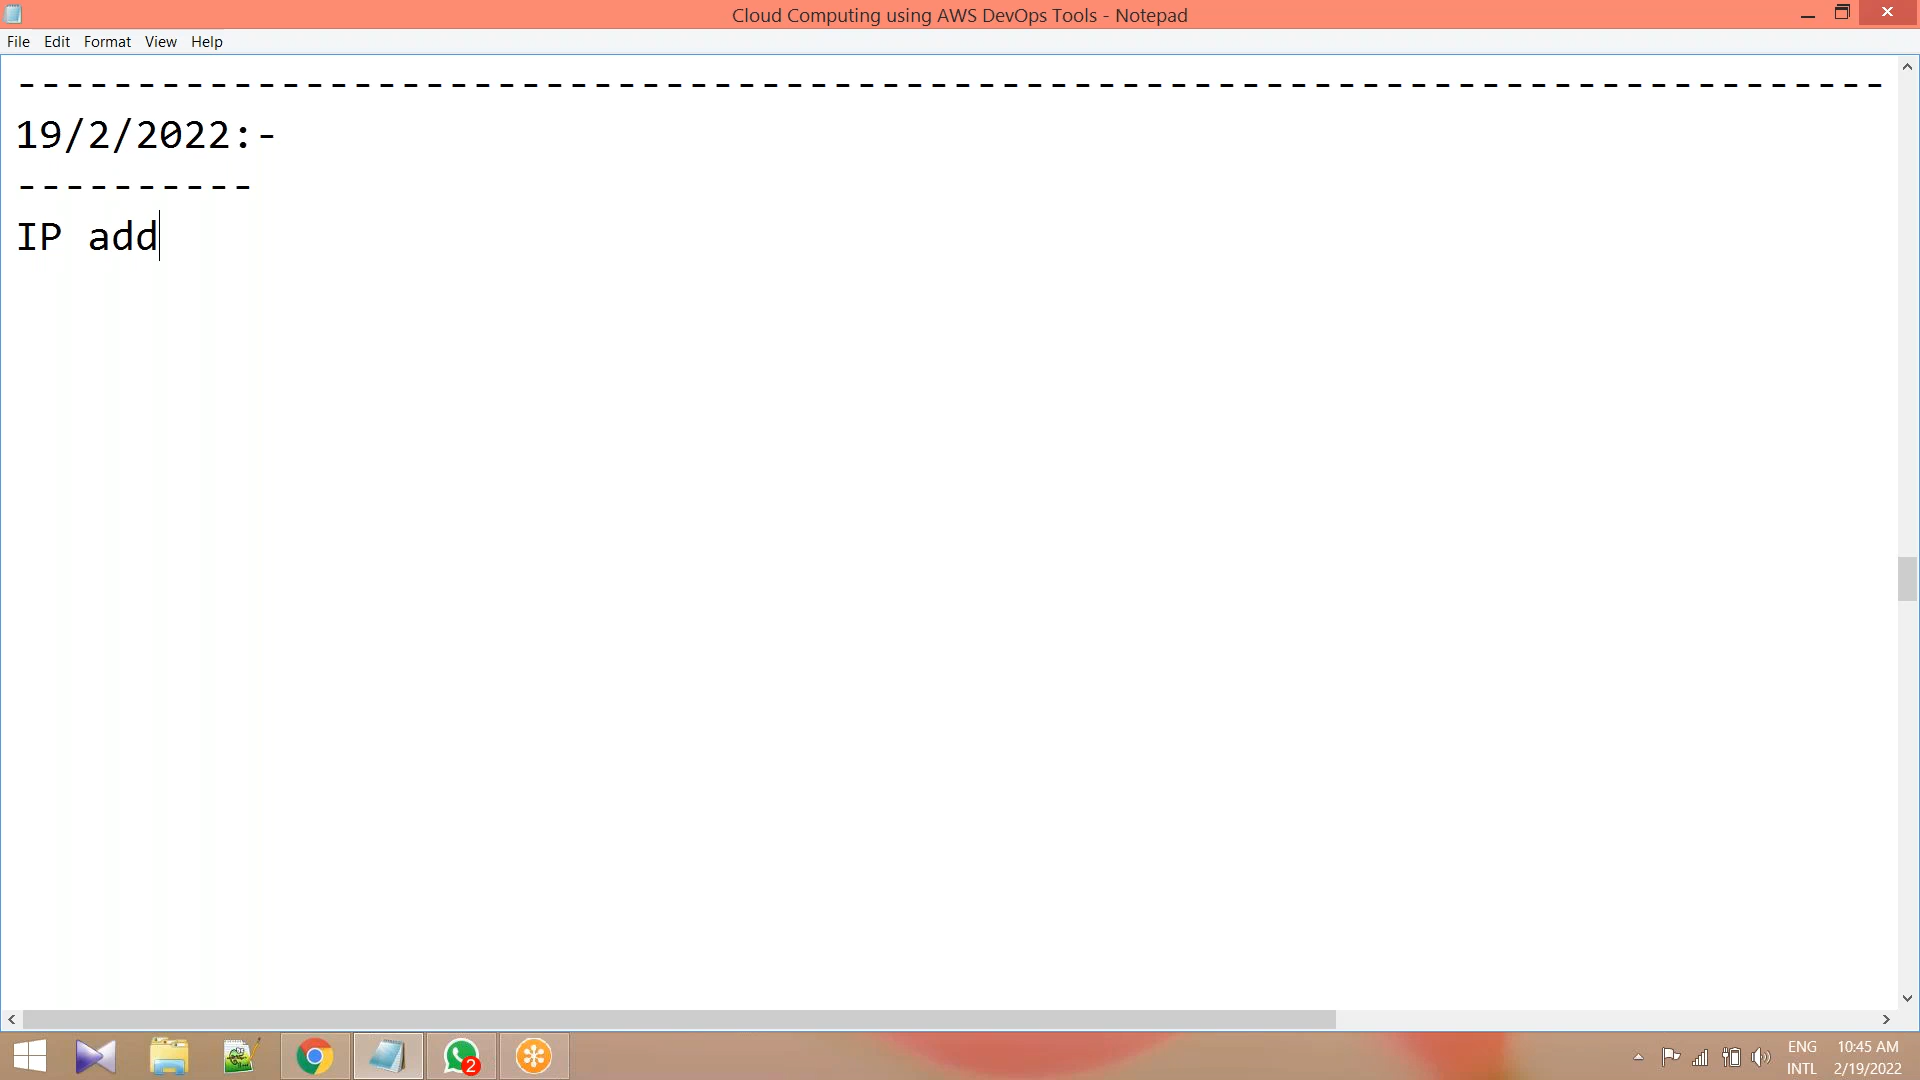 Cloud Computing using AWS DevOps Tools - Notepad
File Edit Format View Help
------------------------------------------------------------------------------
19/2/2022:-
----------
IP add
2
ENG 10:45 AM
INTL 2/19/2022